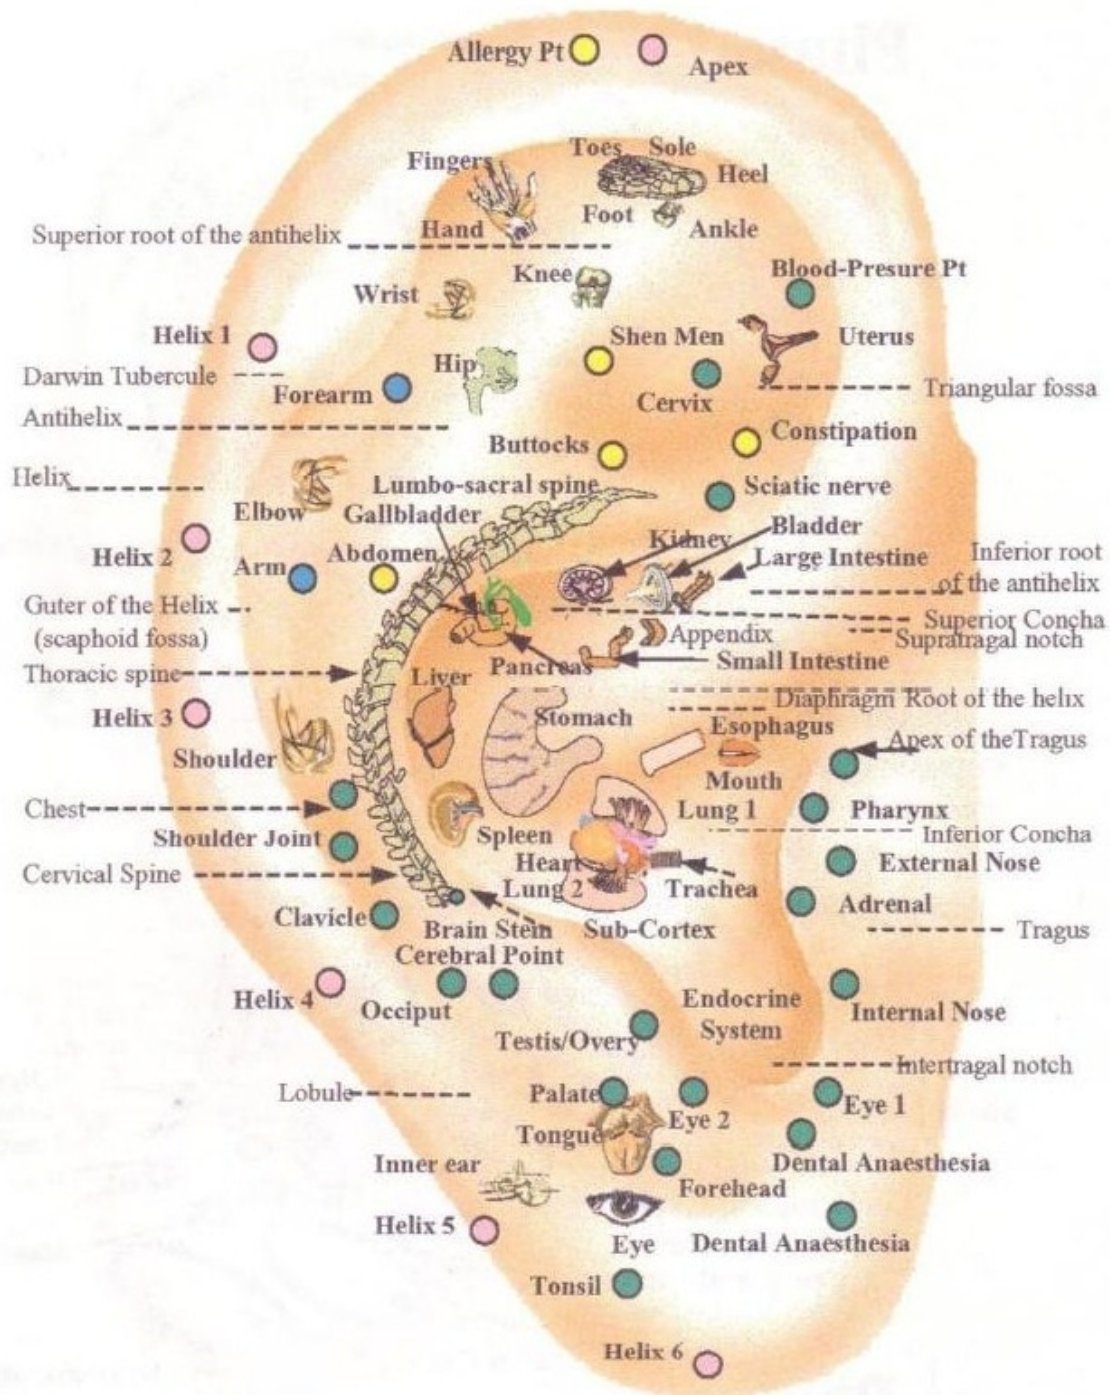 Allergy Pt
Apex
Fingers
Toes Sole
Heel
Foot
Hand
Ankle
Superior root of the antihelix
Knee
Blood-Presure Pt
Wrist
Helix 1
Shen Men
Uterus
Hip
Darwin Tubercule
Forearm
Cervix
Triangular fossa
Antihelix
Buttocks
Constipation
Helix
Lumbo-sacral spine
Sciatic nerve
Elbow
Gallbladder
Bladder
Kidney
Helix 2
Abdomen
Large Intestine
Inferior root
of the antihelix
Arm
Guter of the Helix
(scaphoid fossa)
Superior Concha
Appendix
Supratragal notch
Thoracic spine
Liver
Pancreas
Small Intestine
Helix 3
Stomach
Diaphragm Root of the helix
Esophagus
Apex of theTragus
Shoulder
Mouth
Chest
Lung 1
Pharynx
Shoulder Joint
Spleen
Inferior Concha
Heart
External Nose
Cervical Spine
Lung 2
Trachea
Clavicle
Adrenal
Brain Stem
Sub-Cortex
Tragus
Cerebral Point
Helix 4
Occiput
Endocrine
System
Internal Nose
Testis/Overy
Intertragal notch
Lobule
Palate
Eye 2
Eye 1
Tongue
Inner ear
Dental Anaesthesia
Forehead
Helix 5
Eye
Dental Anaesthesia
Tonsil
Helix 6